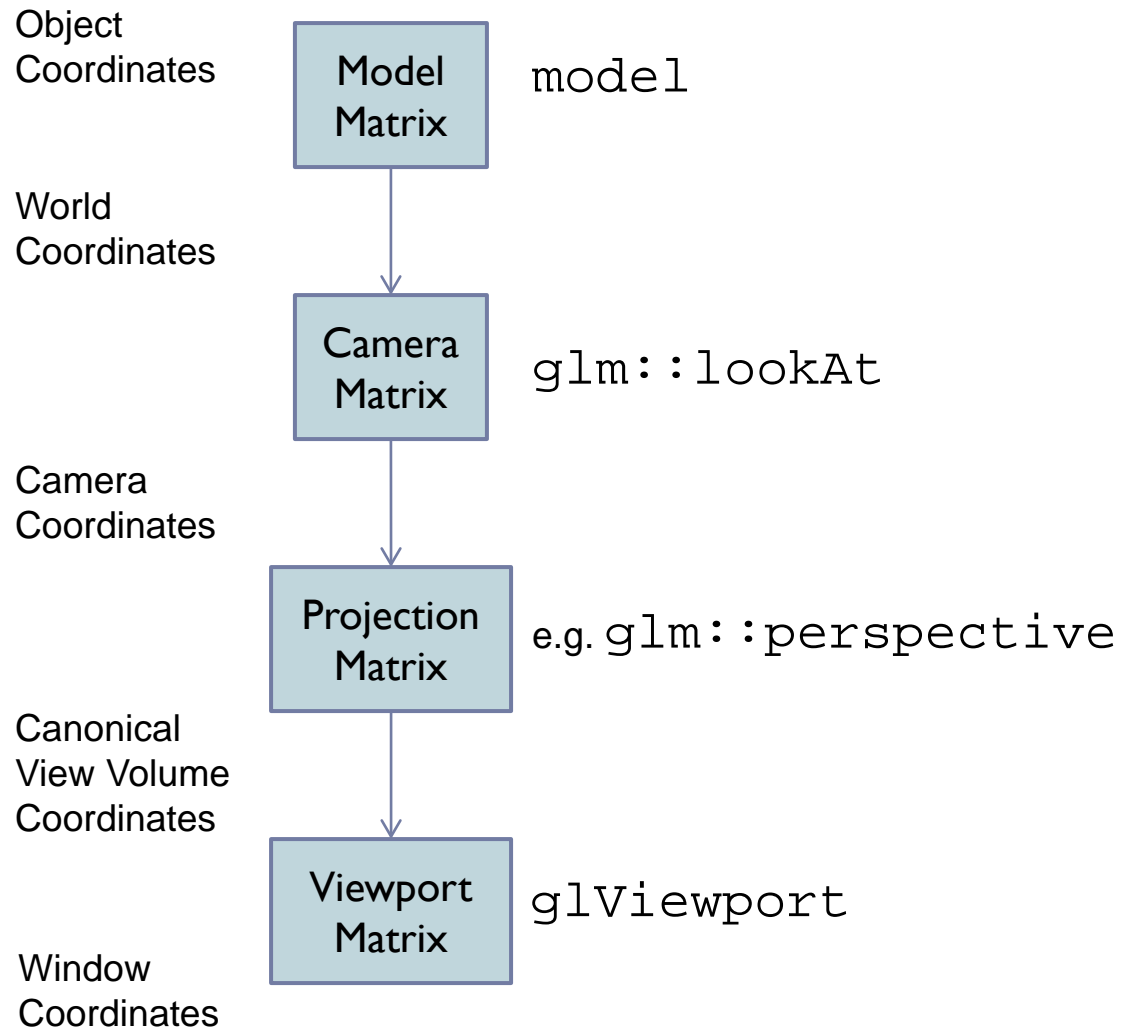 Object
Coordinates
Model
Matrix
model
World
Coordinates
Camera
Matrix
glm::lookAt
Camera
Coordinates
Projection
Matrix
e.g. glm::perspective
Canonical
View Volume
Coordinates
Viewport
Matrix
glViewport
Window
Coordinates